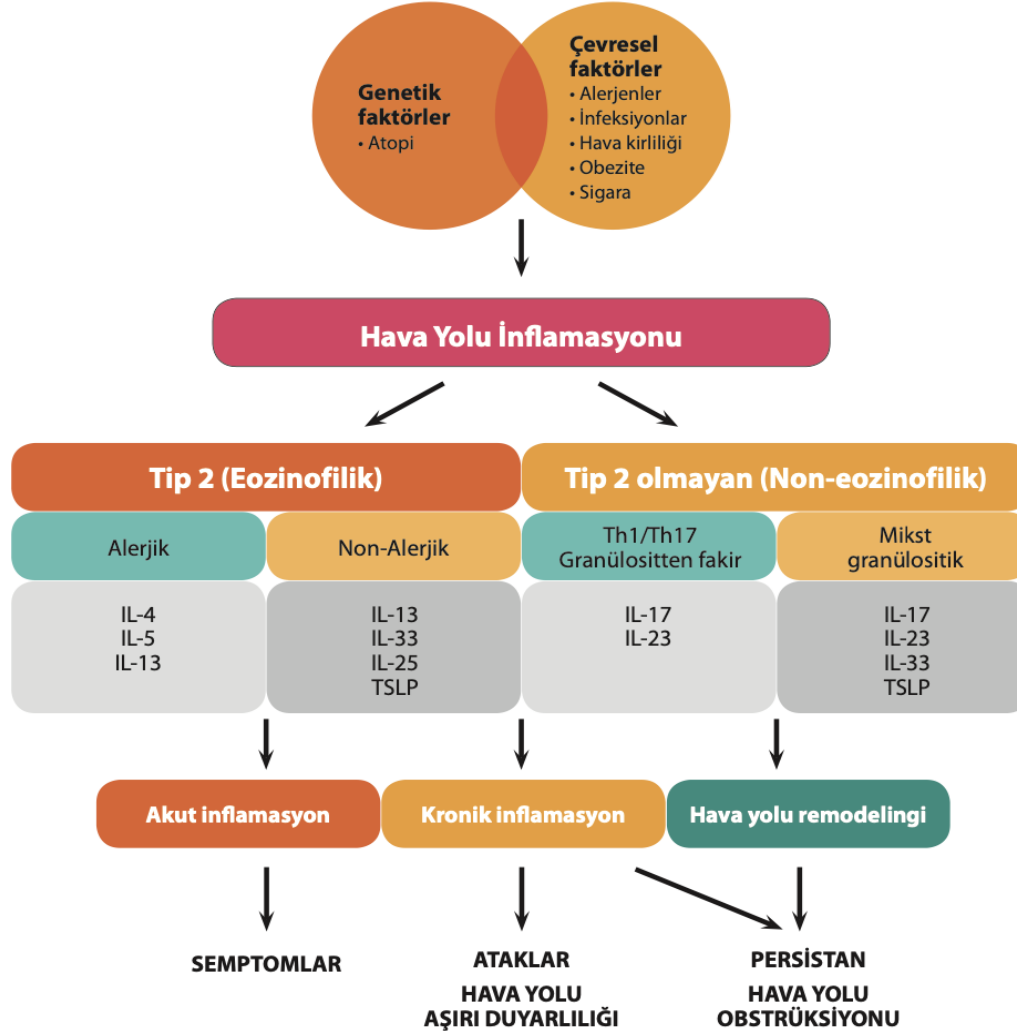 Genetik
faktörler
• Atopi
Çevresel
faktörler
• Alerjenler
• İnfeksiyonlar
• Hava kirliliği
• Obezite
• Sigara
Hava Yolu İnflamasyonu
Tip 2 (Eozinofilik)
Tip 2 olmayan (Non-eozinofilik)
Alerjik
Non-Alerjik
Th1/Th17
Granülositten fakir
Mikst
granülositik
IL-4
IL-5
IL-13
IL-13
IL-33
IL-25
TSLP
IL-17
IL-23
IL-17
IL-23
IL-33
TSLP
Akut inflamasyon
Kronik inflamasyon
Hava yolu remodelingi
SEMPTOMLAR
ATAKLAR
HAVA YOLU
AŞIRI DUYARLILIĞI
PERSİSTAN
HAVA YOLU
OBSTRÜKSİYONU